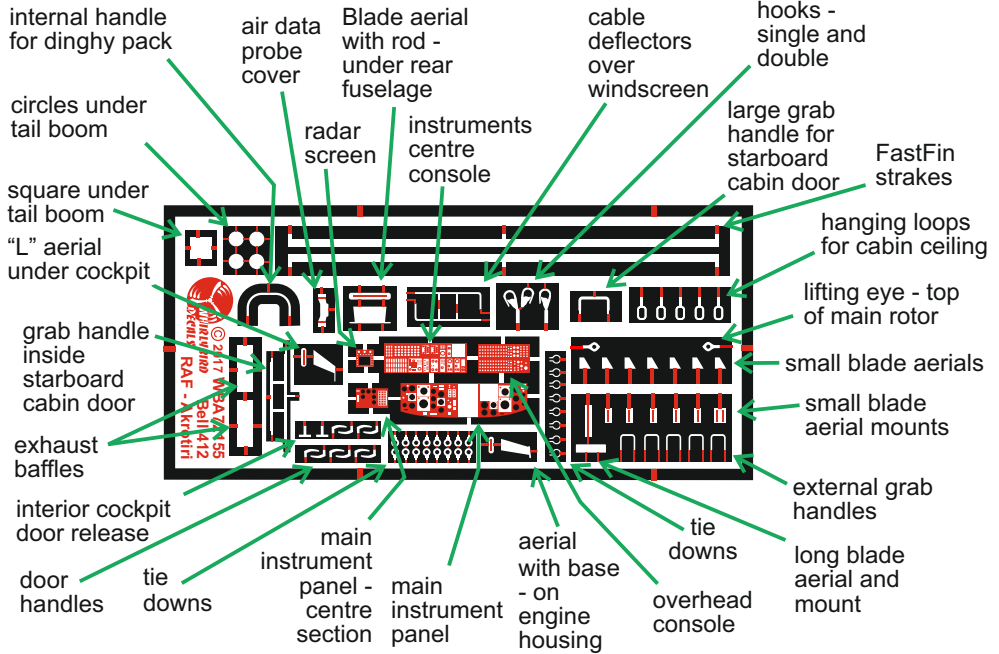 internal handle
for dinghy pack
air data
probe
cover
Blade aerial
with rod -
under rear
fuselage
cable
deflectors
over
windscreen
hooks -
single and
double
circles under
tail boom
radar
screen
instruments
centre
console
large grab
handle for
starboard
cabin door
FastFin
strakes
square under
tail boom
“L” aerial
under cockpit
hanging loops
for cabin ceiling
lifting eye - top
of main rotor
grab handle
inside
starboard
cabin door
small blade aerials
small blade
aerial mounts
exhaust
baffles
external grab
handles
interior cockpit
door release
door
handles
tie
downs
main
instrument
panel -
centre
section
main
instrument
panel
aerial
with base
- on
engine
housing
overhead
console
tie
downs
long blade
aerial and
mount
DECALS
Bell 412
RAF - Akrotiri